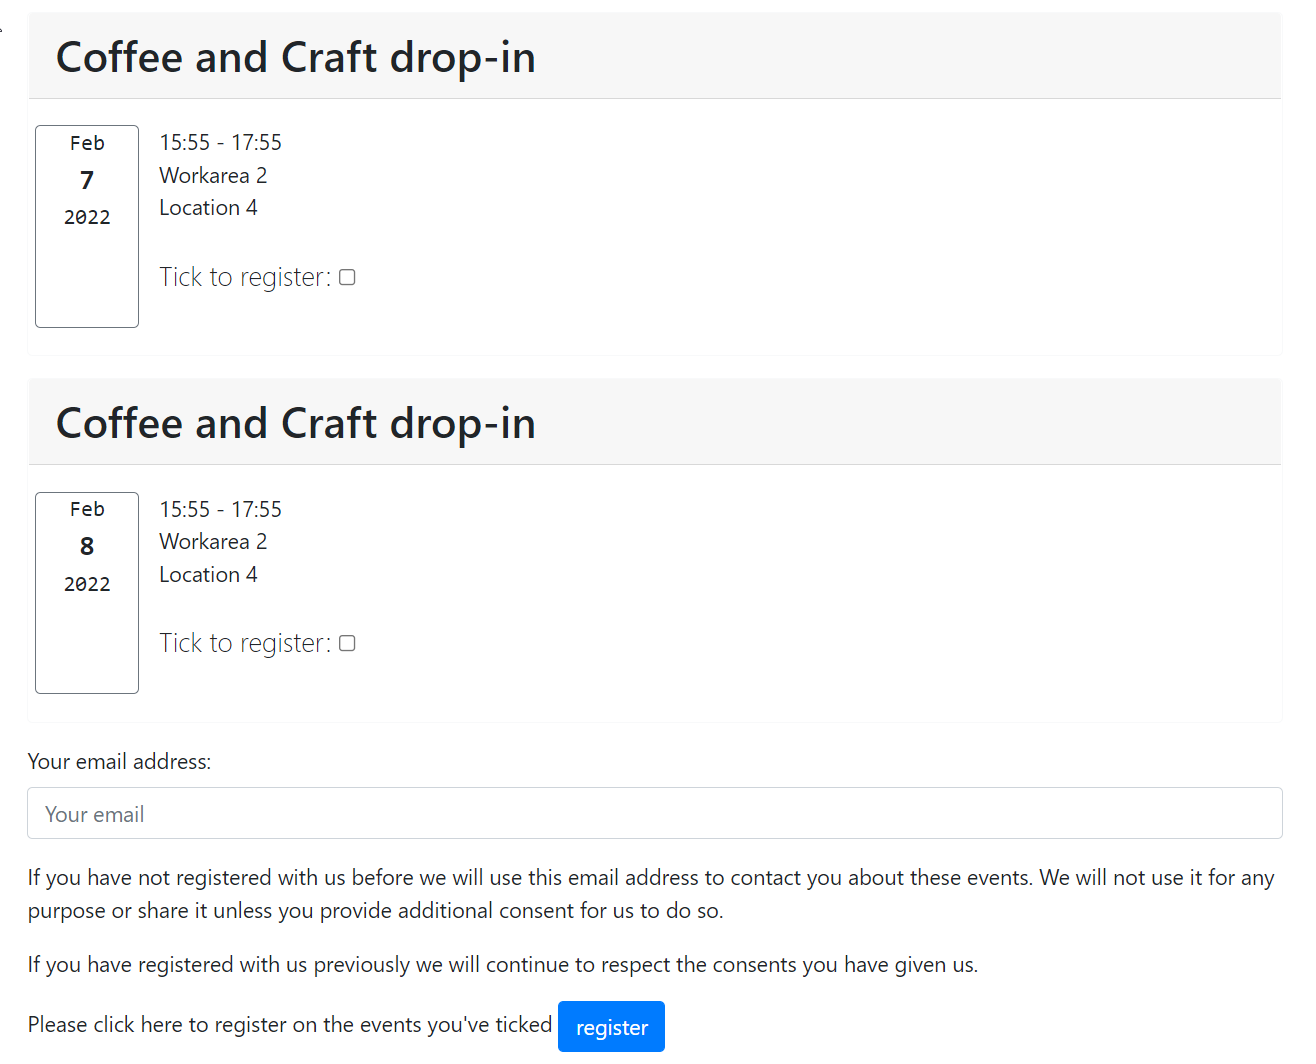 Coffee and Craft drop-in
Feb
7
2022
15:55 - 17:55
Workarea 2
Location 4
Tick to register:
Coffee and Craft drop-in
Feb
8
2022
15:55 - 17:55
Workarea 2
Location 4
Tick to register:
Your email address:
Your email
If you have not registered with us before we will use this email address to contact you about these events. We will not use it for any
purpose or share it unless you provide additional consent for us to do so.
If you have registered with us previously we will continue to respect the consents you have given us.
Please click here to register on the events you've ticked register